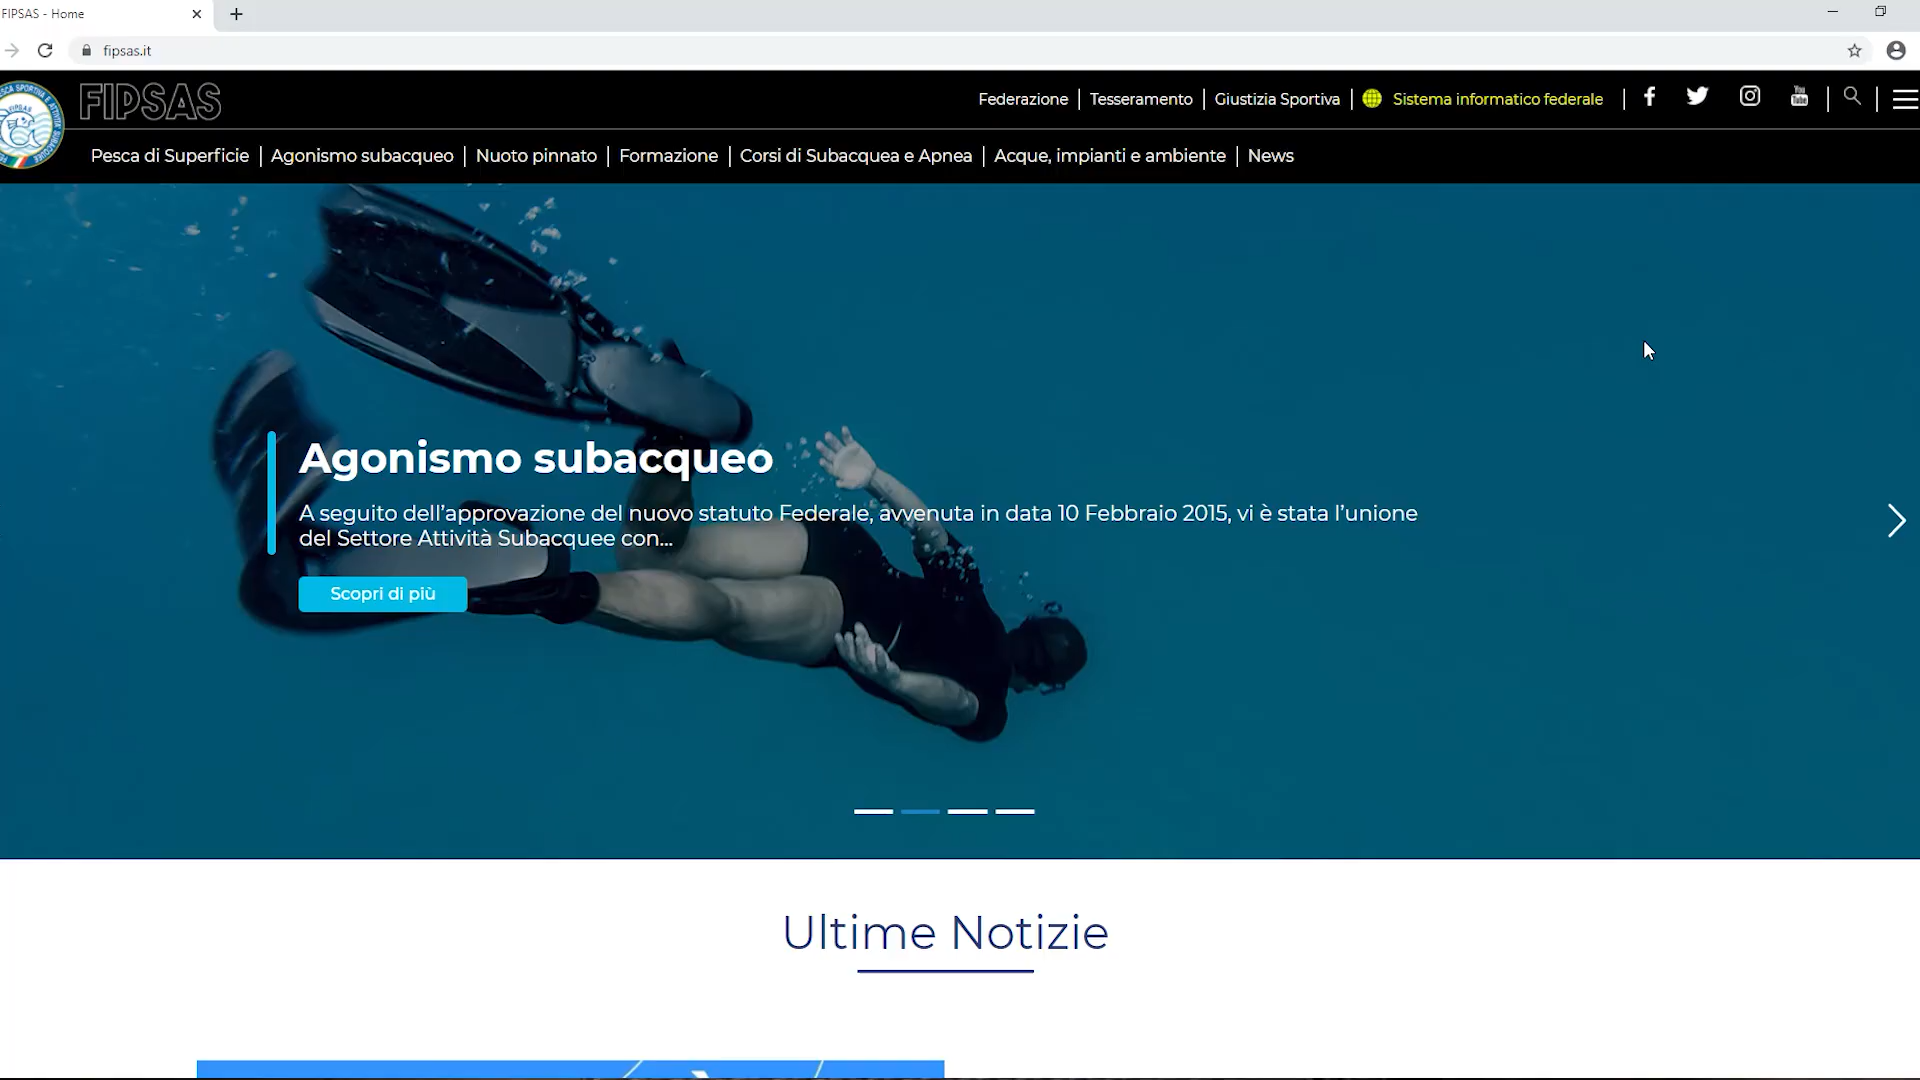 FIPSAS - Home
fipsas.it
FIPSAS
Federazione
Tesseramento
Giustizia Sportiva
Sistema informatico federale
You Tube
Pesca di Superficie
Agonismo subacqueo
Nuoto pinnato
Formazione
Corsi di Subacquea e Apnea
Acque, impianti e ambiente
News
Agonismo subacqueo
A seguito dell’approvazione del nuovo statuto Federale, avvenuta in data 10 Febbraio 2015, vi è stata l’unione
del Settore Attività Subacquee con...
Scopri di più
Ultime Notizie